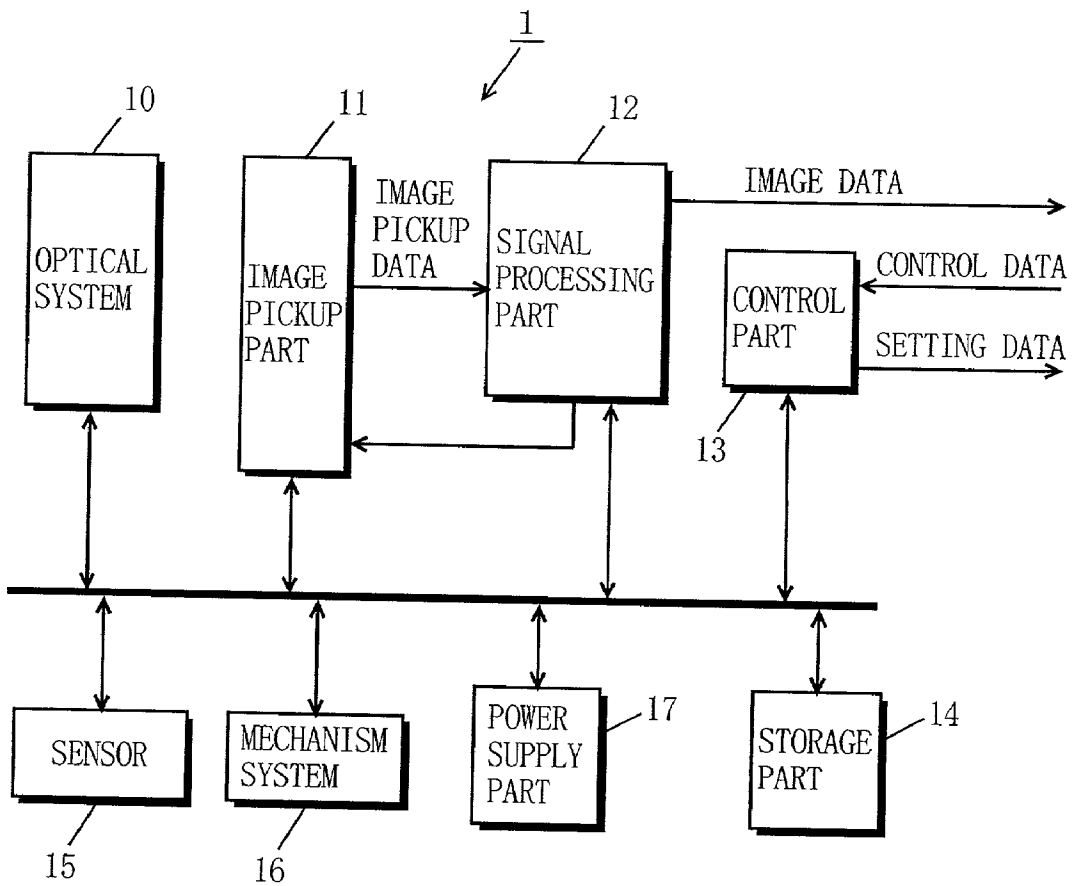 1
10
11
12
OPTICAL
SYSTEM
IMAGE
PICKUP
PART
IMAGE
PICKUP
DATA
SIGNAL
PROCESSING
PART
IMAGE DATA
CONTROL
PART
CONTROL DATA
SETTING DATA
13
SENSOR
MECHANISM
SYSTEM
POWER
SUPPLY
PART
17
STORAGE
PART
14
15
16